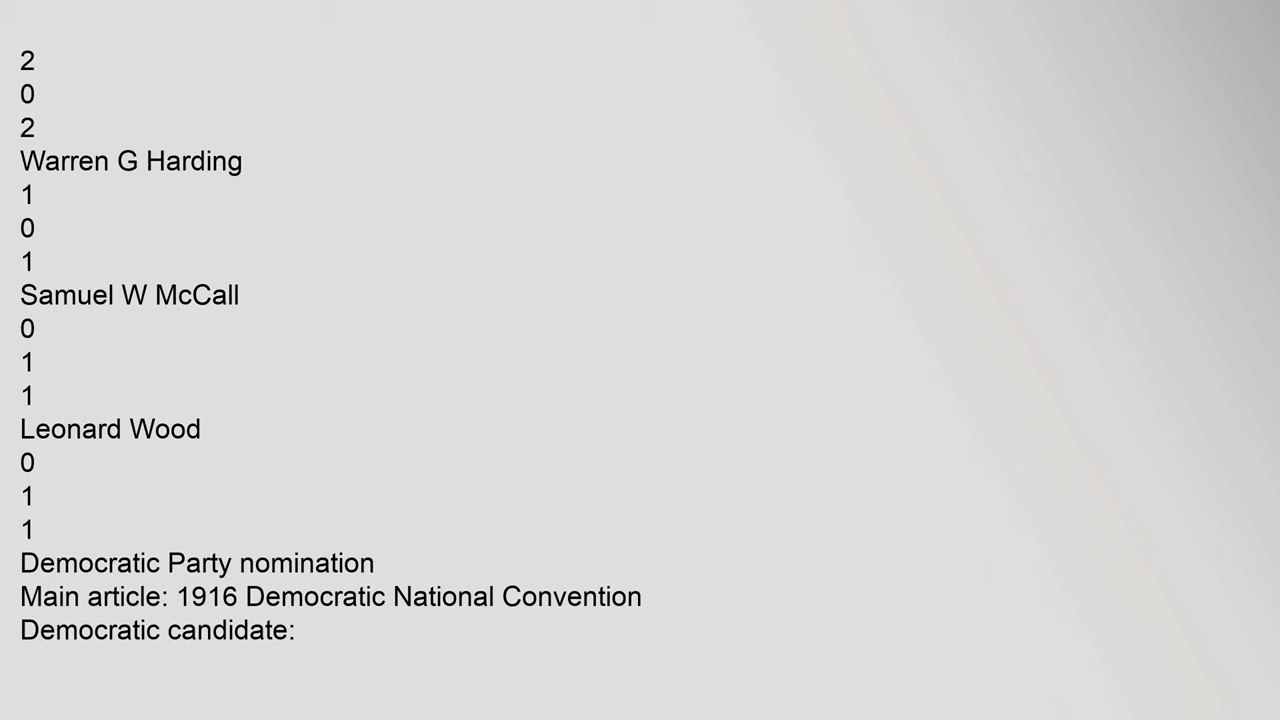 2
0
2
Warren G Harding
1
0
1
Samuel W McCall
0
1
1
Leonard Wood
0
1
1
Democratic Party nomination
Main article: 1916 Democratic National Convention
Democratic candidate: